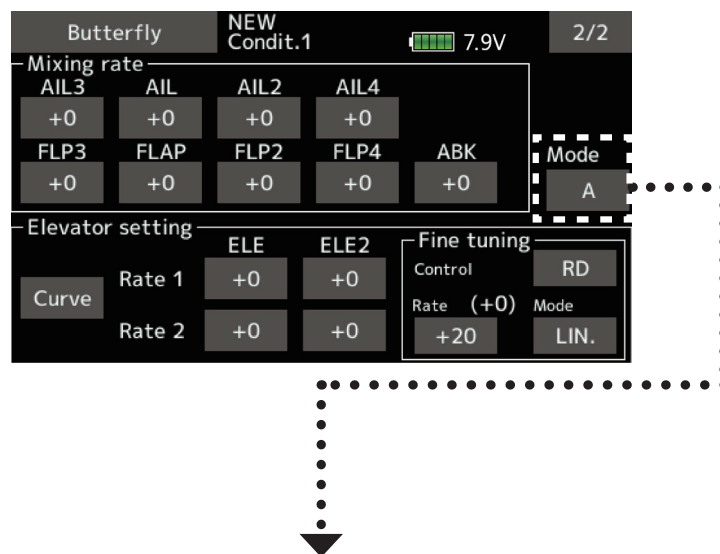 Butterfly NEW Condit.1 7.9V 2/2
Mixing rate
AIL3 AIL AIL2 AIL4
+0 +0 +0 +0
FLP3 FLAP FLP2 FLP4 ABK Mode
+0 +0 +0 +0 +0 A
Elevator setting
ELE ELE2 Fine tuning
Curve
Rate 1 +0 +0
Rate 2 +0 +0
Control RD
Rate (+0) Mode
+20 LIN.